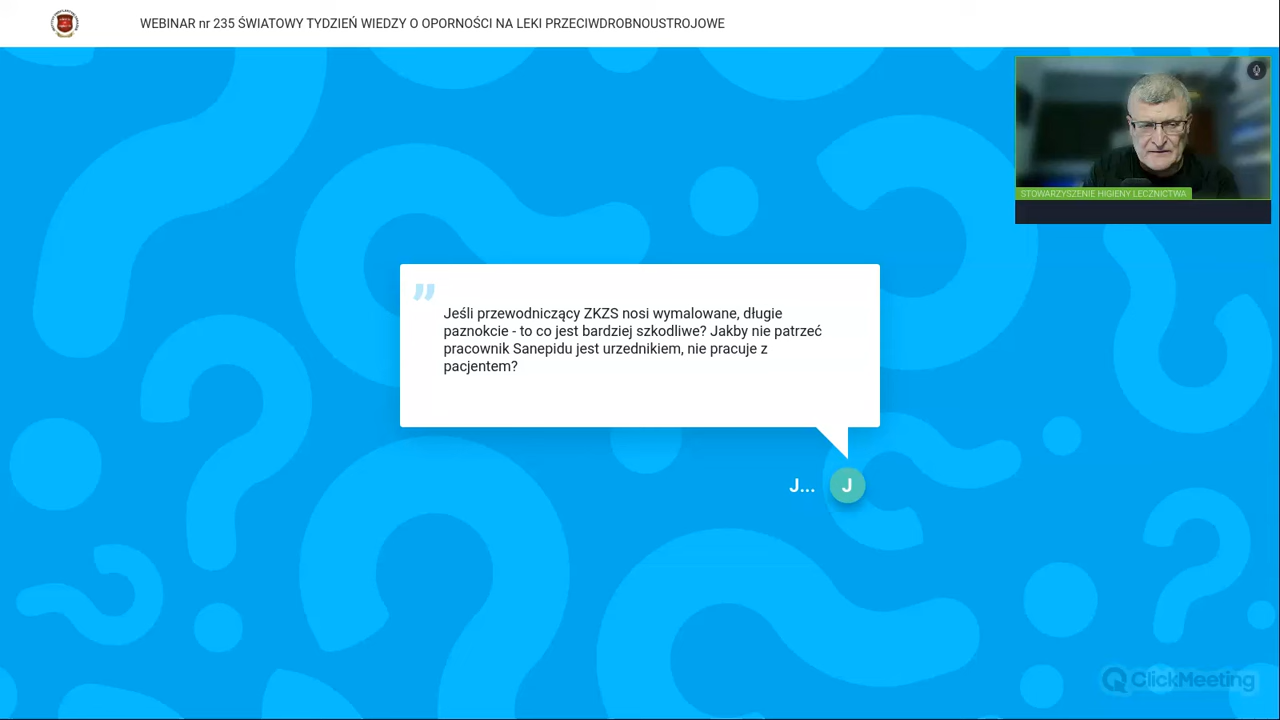 WEBINAR nr 235 ŚWIATOWY TYDZIEŃ WIEDZY O OPORNOŚCI NA LEKI PRZECIWDROBNOUSTROJOWE
STOWARZYSZENIE HIGIENY LECZNICTWA
Jeśli przewodniczący ZKZS nosi wymalowane, długie
paznokcie - to co jest bardziej szkodliwe? Jakby nie patrzeć
pracownik Sanepidu jest urzednikiem, nie pracuje z
pacjentem?
J...
J
ClickMeeting